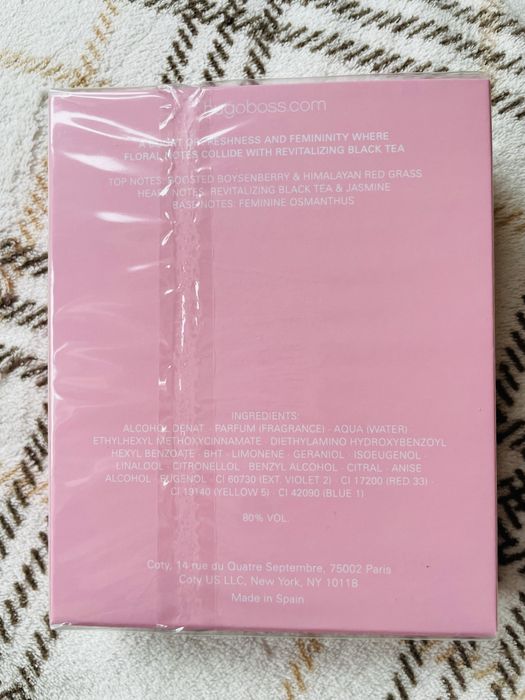 hugoboss.com
A BURST OF FRESHNESS AND FEMININITY WHERE
FLORAL NOTES COLLIDE WITH REVITALIZING BLACK TEA
TOP NOTES: BOOSTED BOYSENBERRY & HIMALAYAN RED GRASS
HEART NOTES: REVITALIZING BLACK TEA & JASMINE
BASE NOTES: FEMININE OSMANTHUS
INGREDIENTS:
ALCOHOL DENAT · PARFUM (FRAGRANCE) · AQUA (WATER)
ETHYLHEXYL METHOXYCINNAMATE · DIETHYLAMINO HYDROXYBENZOYL
HEXYL BENZOATE · BHT · LIMONENE · GERANIOL · ISOEUGENOL ·
LINALOOL · CITRONELLOL · BENZYL ALCOHOL · CITRAL · ANISE
ALCOHOL · EUGENOL · CI 60730 (EXT. VIOLET 2) · CI 17200 (RED 33) ·
CI 19140 (YELLOW 5) · CI 42090 (BLUE 1)
80% VOL.
Coty, 14 rue du Quatre Septembre, 75002 Paris
Coty US LLC, New York, NY 10118
Made in Spain